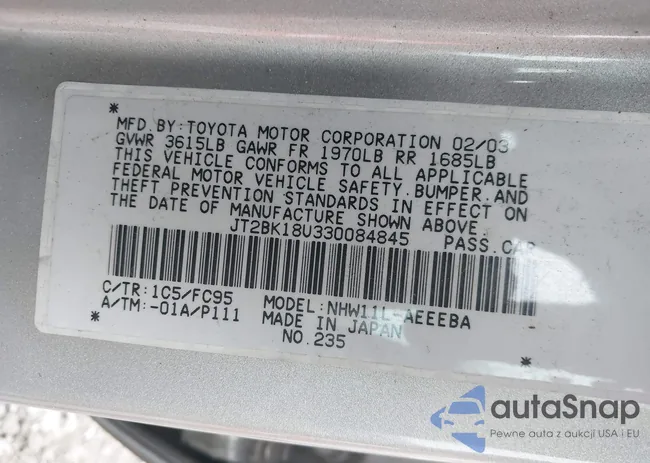 MFD.BY:TOYOTA MOTOR CORPORATION 02/03
GVWR 3615LB GAWR FR 1970LB RR 1685LB
THIS VEHICLE CONFORMS TO ALL APPLICABLE
FEDERAL MOTOR VEHICLE SAFETY.BUMPER,AND
THEFT PREVENTION STANDARDS IN EFFECT ON
THE DATE OF MANUFACTURE SHOWN ABOVE.
JT2BK18U330084845 PASS.CAR
C/TR:1C5/FC95 MODEL:NHW11L-AEEEBA
A/TM:-01A/P111 MADE IN JAPAN
NO.235
autaSnap
Pewne auta z aukcji USA i EU